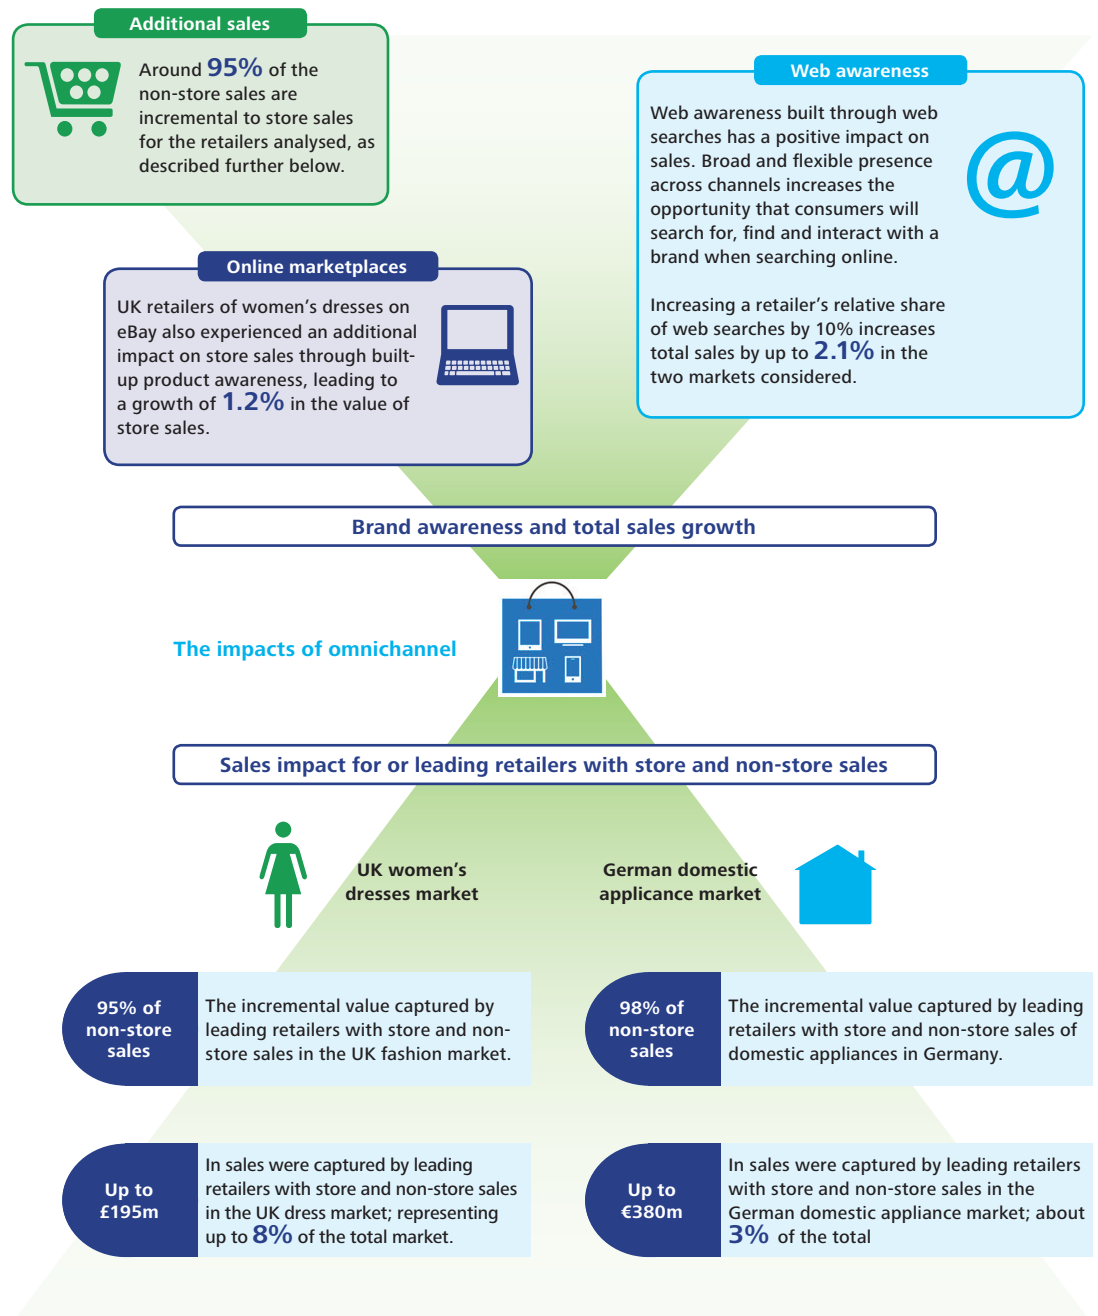 Additional sales
Around 95% of the
non-store sales are
incremental to store sales
for the retailers analysed, as
described further below.
Web awareness
Web awareness built through web
searches has a positive impact on
sales. Broad and flexible presence
across channels increases the
opportunity that consumers will
search for, find and interact with a
brand when searching online.
Increasing a retailer's relative share
of web searches by 10% increases
total sales by up to 2.1% in the
two markets considered.
@
Online marketplaces
UK retailers of women's dresses on
eBay also experienced an additional
impact on store sales through built-
up product awareness, leading to
a growth of 1.2% in the value of
store sales.
Brand awareness and total sales growth
The impacts of omnichannel
Sales impact for or leading retailers with store and non-store sales
UK women's
dresses market
German domestic
applicance market
95% of
non-store
sales
The incremental value captured by
leading retailers with store and non-
store sales in the UK fashion market.
98% of
non-store
sales
The incremental value captured by leading
retailers with store and non-store sales of
domestic appliances in Germany.
Up to
£195m
In sales were captured by leading
retailers with store and non-store sales
in the UK dress market; representing
up to 8% of the total market.
Up to
€380m
In sales were captured by leading retailers
with store and non-store sales in the
German domestic appliance market; about
3% of the total